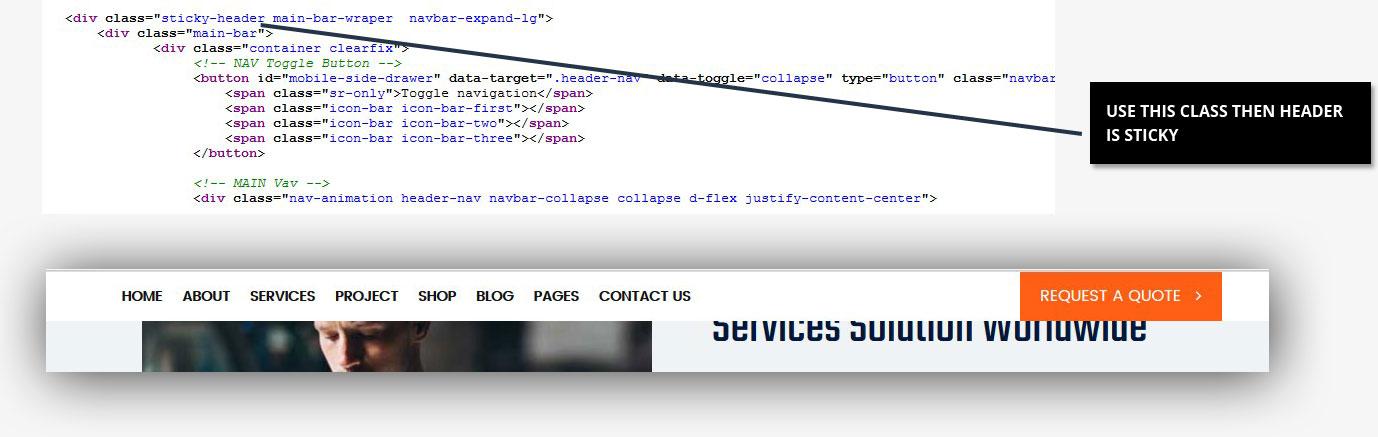 <div class="sticky-header main-bar-wraper  navbar-expand-lg">
<div class="main-bar">
<div class="container clearfix">
<!-- NAV Toggle Button -->
<button id="mobile-side-drawer" data-target=".header-nav" data-toggle="collapse" type="button" class="navbar
<span class="sr-only">Toggle navigation</span>
<span class="icon-bar icon-bar-first"></span>
<span class="icon-bar icon-bar-two"></span>
<span class="icon-bar icon-bar-three"></span>
</button>
<!-- MAIN Vav -->
<div class="nav-animation header-nav navbar-collapse collapse d-flex justify-content-center">
USE THIS CLASS THEN HEADER
IS STICKY
HOME ABOUT SERVICES PROJECT SHOP BLOG PAGES CONTACT US REQUEST A QUOTE >
Services Solution Worldwide